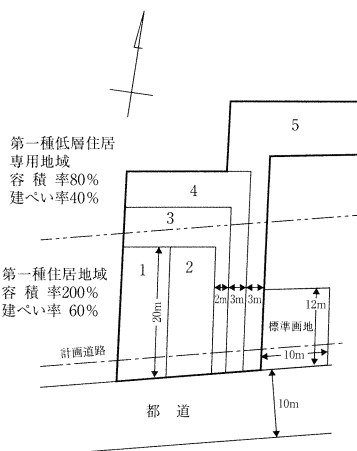 第一種低層住居
専用地域
容積率80%
建ぺい率40%
第一種住居地域
容積率200%
建ぺい率 60%
計画道路
5
4
3
1
2
20m
2m
3m
3m
12m
標準画地
10m
10m
都道